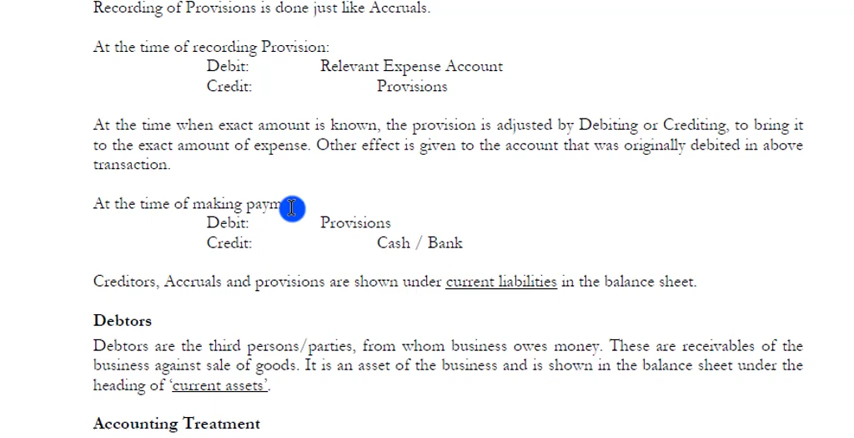 Recording of Provisions is done just like Accruals.
At the time of recording Provision:
Debit: Relevant Expense Account
Credit: Provisions
At the time when exact amount is known, the provision is adjusted by Debiting or Crediting, to bring it
to the exact amount of expense. Other effect is given to the account that was originally debited in above
transaction.
At the time of making
Debit: Provisions
Credit: Cash / Bank
Creditors, Accruals and provisions are shown under current liabilities in the balance sheet.
Debtors
Debtors are the third persons/parties, from whom business owes money. These are receivables of the
business against sale of goods. It is an asset of the business and is shown in the balance sheet under the
heading of ‘current assets’.
Accounting Treatment